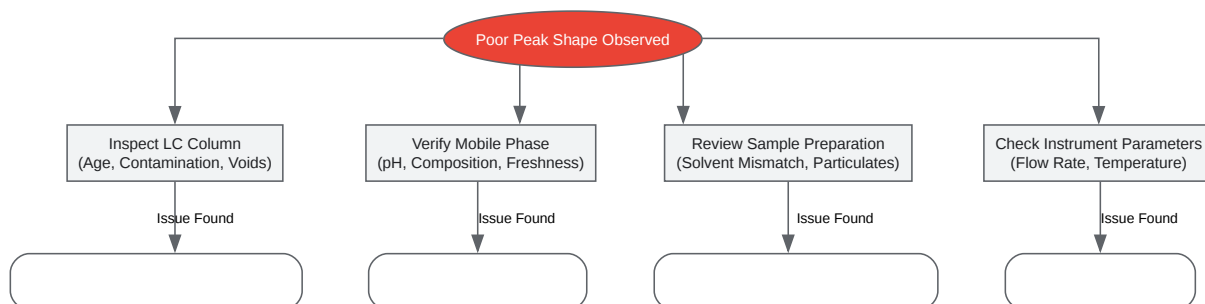 Poor Peak Shape Observed
Inspect LC Column
(Age, Contamination, Voids)
Verify Mobile Phase
(pH, Composition, Freshness)
Review Sample Preparation
(Solvent Mismatch, Particulates)
Check Instrument Parameters
(Flow Rate, Temperature)
Issue Found
Issue Found
Issue Found
Issue Found